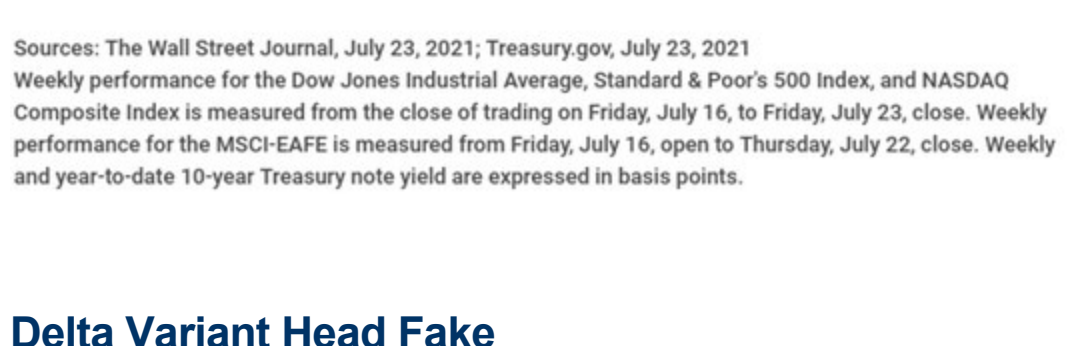 Sources: The Wall Street Journal, July 23, 2021; Treasury.gov, July 23, 2021
Weekly performance for the Dow Jones Industrial Average, Standard & Poor's 500 Index, and NASDAQ
Composite Index is measured from the close of trading on Friday, July 16, to Friday, July 23, close. Weekly
performance for the MSCI-EAFE is measured from Friday, July 16, open to Thursday, July 22, close. Weekly
and year-to-date 10-year Treasury note yield are expressed in basis points.
Delta Variant Head Fake